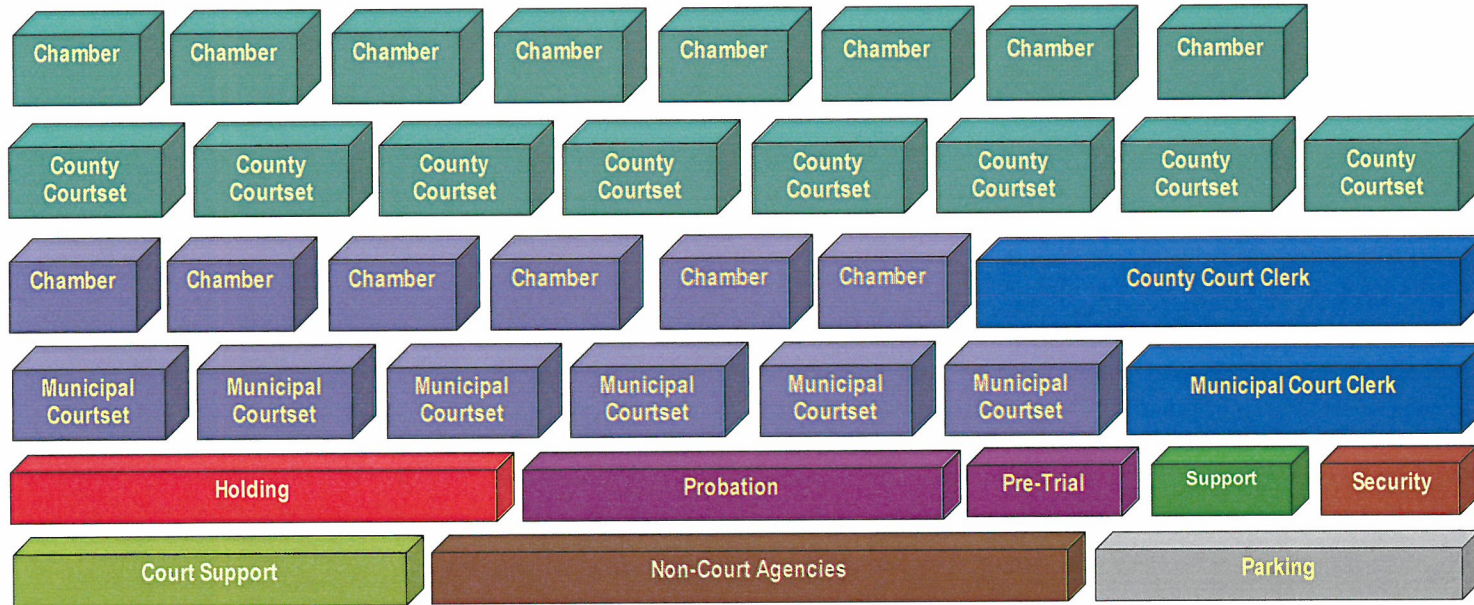 Chamber Chamber Chamber Chamber Chamber Chamber Chamber Chamber
County County County County County County County County
Courtset Courtset Courtset Courtset Courtset Courtset Courtset Courtset
Chamber Chamber Chamber Chamber Chamber Chamber County Court Clerk
Municipal Municipal Municipal Municipal Municipal Municipal Municipal Court Clerk
Courtset Courtset Courtset Courtset Courtset Courtset
Holding Probation Pre-Trial Support Security
Court Support Non-Court Agencies Parking